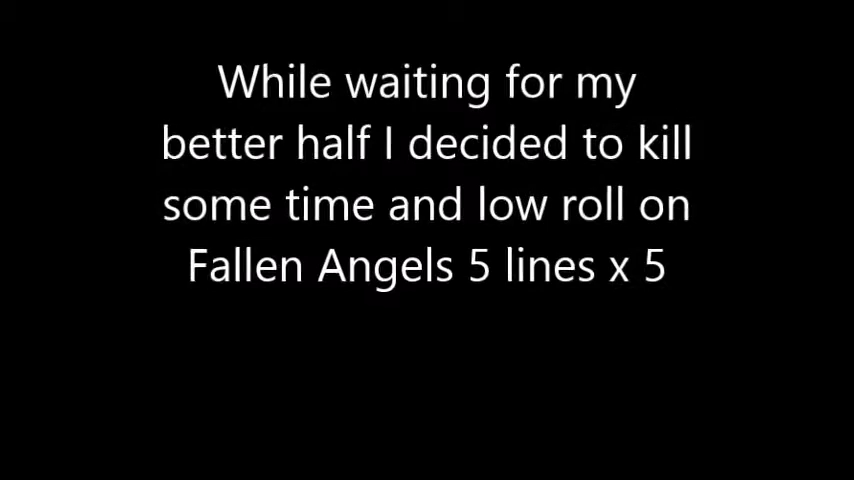 While waiting for my
better half I decided to kill
some time and low roll on
Fallen Angels 5 lines x 5